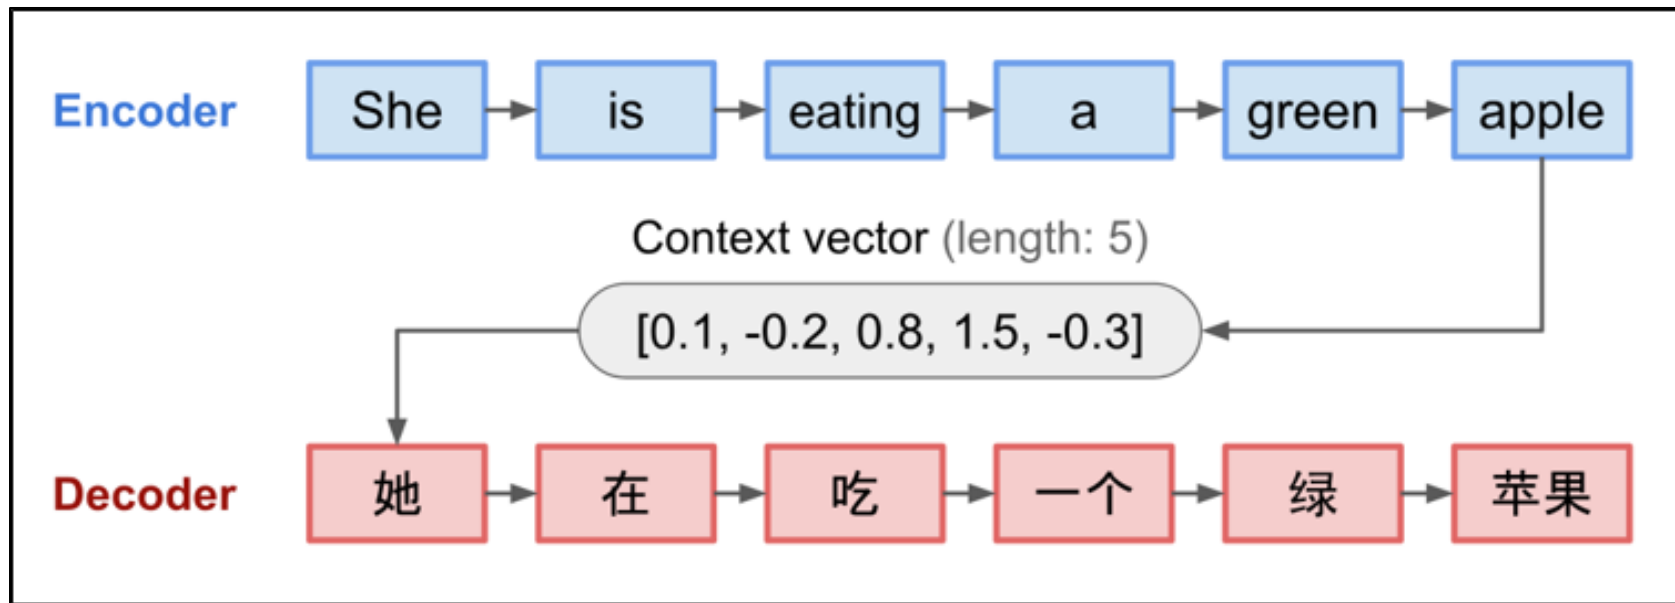 Encoder She is eating a green apple
Context vector (length: 5)
[0.1, -0.2, 0.8, 1.5, -0.3]
Decoder 她 在 吃 一个 绿 苹果